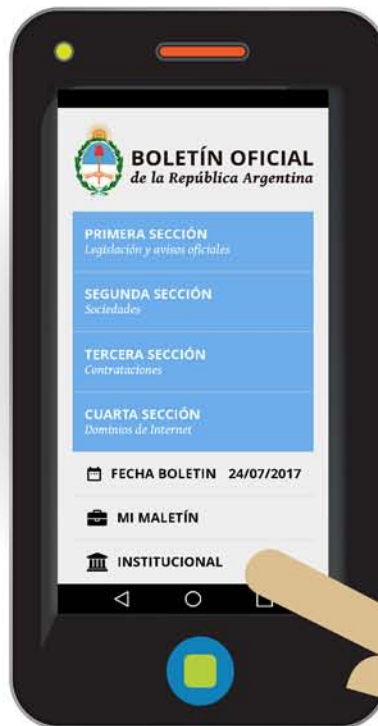 BOLETÍN OFICIAL
de la República Argentina
PRIMERA SECCIÓN
Legislación y avisos oficiales
SEGUNDA SECCIÓN
Sociedades
TERCERA SECCIÓN
Contrataciones
CUARTA SECCIÓN
Dominios de Internet
FECHA BOLETIN 24/07/2017
MI MALETÍN
INSTITUCIONAL